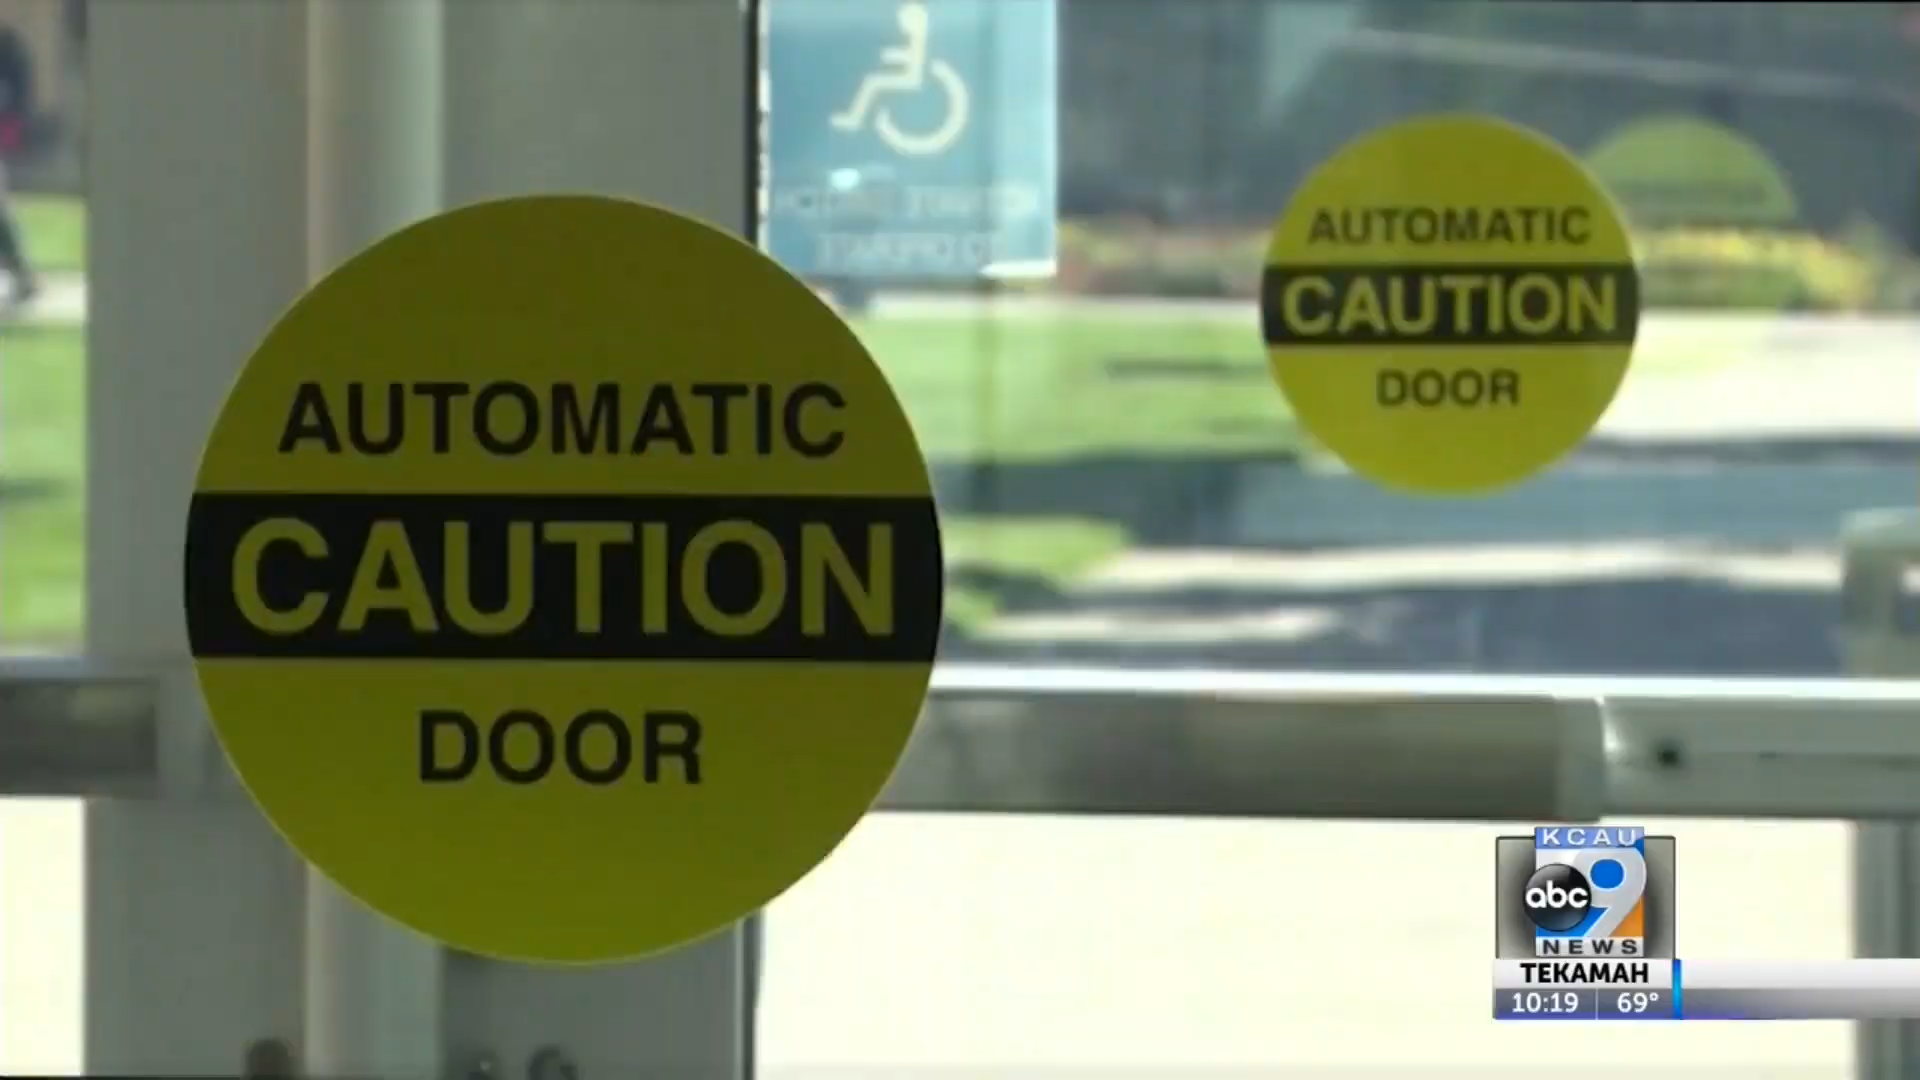 AUTOMATIC
CAUTION
DOOR
AUTOMATIC
CAUTION
DOOR
KCAU
abc 9
NEWS
TEKAMAH
10:19 69°